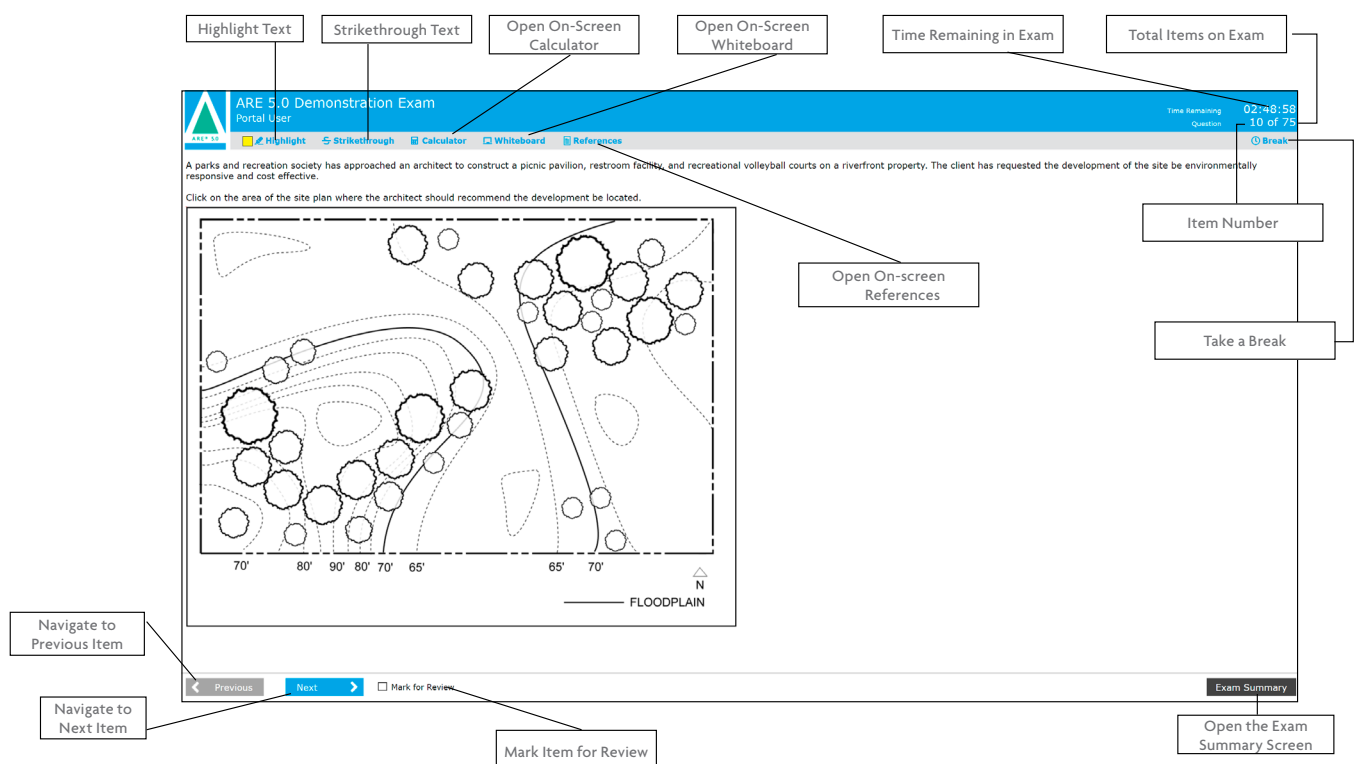 Highlight Text
Strikethrough Text
Open On-Screen
Calculator
Open On-Screen
Whiteboard
Time Remaining in Exam
Total Items on Exam
ARE 5.0 Demonstration Exam
Portal User
ARE® 5.0
Time Remaining 02:48:58
Question 10 of 75
Highlight Strikethrough Calculator Whiteboard References Break
A parks and recreation society has approached an architect to construct a picnic pavilion, restroom facility, and recreational volleyball courts on a riverfront property. The client has requested the development of the site be environmentally
responsive and cost effective.
Click on the area of the site plan where the architect should recommend the development be located.
Item Number
Open On-screen
References
Take a Break
70' 80' 90' 80' 70' 65' 65' 70'
N
FLOODPLAIN
Navigate to
Previous Item
Previous Next Mark for Review Exam Summary
Navigate to
Next Item
Mark Item for Review
Open the Exam
Summary Screen